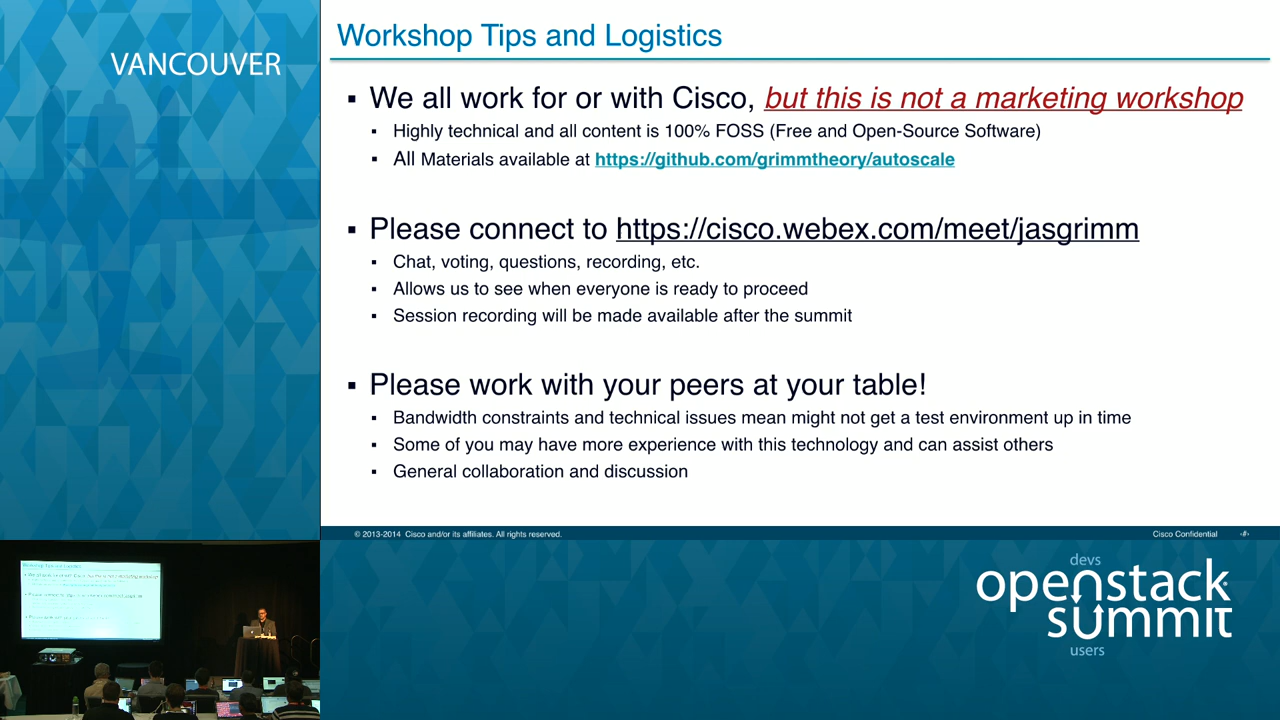 VANCOUVER
Workshop Tips and Logistics
▪ We all work for or with Cisco, but this is not a marketing workshop
▪ Highly technical and all content is 100% FOSS (Free and Open-Source Software)
▪ All Materials available at https://github.com/grimmtheory/autoscale
▪ Please connect to https://cisco.webex.com/meet/jasgrimm
▪ Chat, voting, questions, recording, etc.
▪ Allows us to see when everyone is ready to proceed
▪ Session recording will be made available after the summit
▪ Please work with your peers at your table!
▪ Bandwidth constraints and technical issues mean might not get a test environment up in time
▪ Some of you may have more experience with this technology and can assist others
▪ General collaboration and discussion
© 2013-2014 Cisco and/or its affiliates. All rights reserved.
Cisco Confidential ‹#›
devs
openstack
summit
users